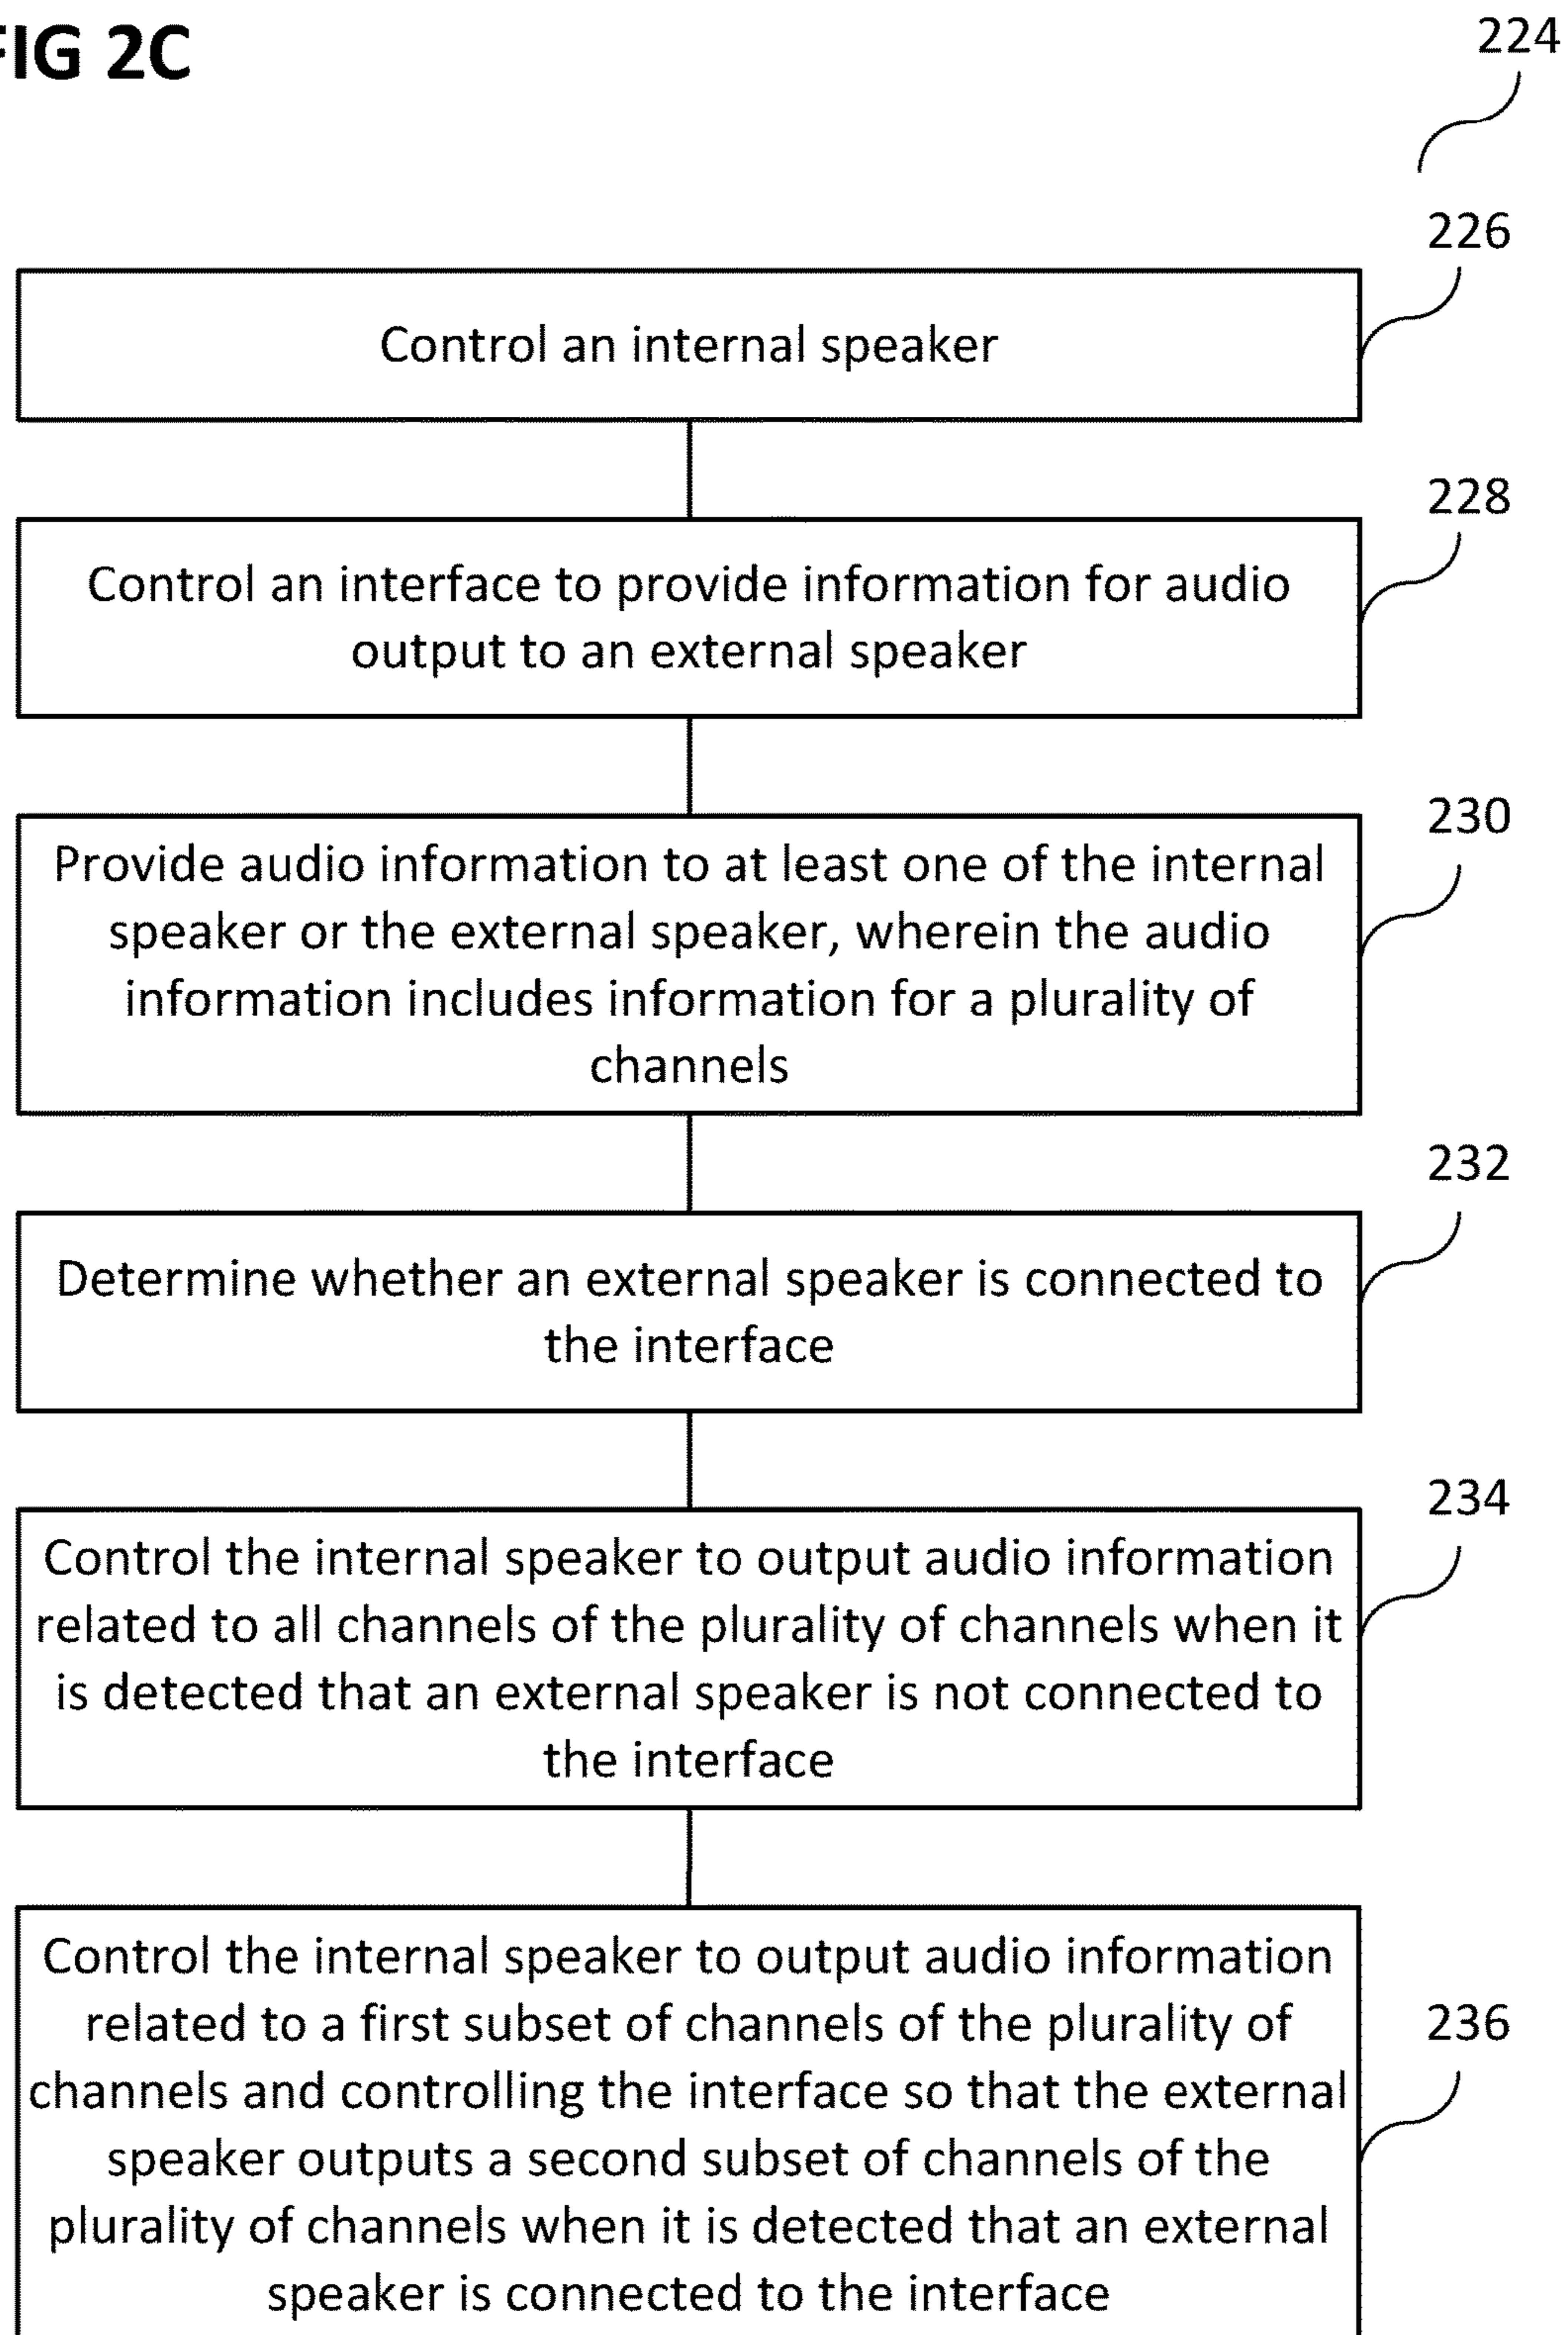 FIG 2C
224
226
Control an internal speaker
228
Control an interface to provide information for audio
output to an external speaker
230
Provide audio information to at least one of the internal
speaker or the external speaker, wherein the audio
information includes information for a plurality of
channels
232
Determine whether an external speaker is connected to
the interface
234
Control the internal speaker to output audio information
related to all channels of the plurality of channels when it
is detected that an external speaker is not connected to
the interface
236
Control the internal speaker to output audio information
related to a first subset of channels of the plurality of
channels and controlling the interface so that the external
speaker outputs a second subset of channels of the
plurality of channels when it is detected that an external
speaker is connected to the interface